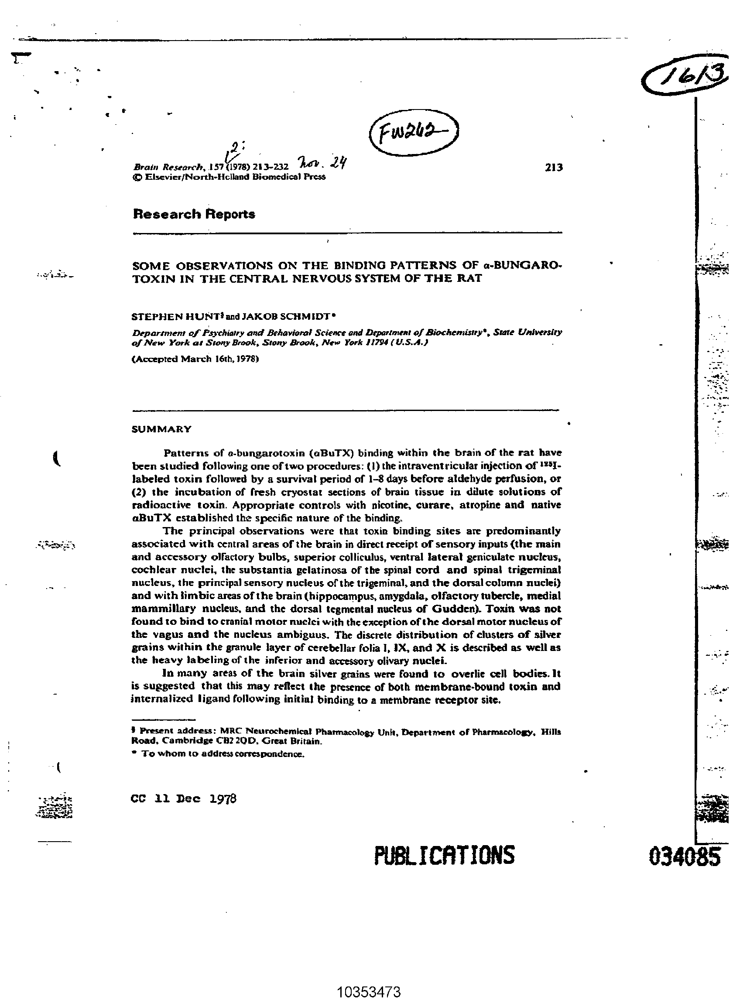 1613
FW262
2:
Brain Research, 157 (1978) 213-232 Nov. 24
213
© Elsevier/North-Holland Biomedical Press
Research Reports
SOME OBSERVATIONS ON THE BINDING PATTERNS OF α-BUNGARO-
TOXIN IN THE CENTRAL NERVOUS SYSTEM OF THE RAT
STEPHEN HUNT§ and JAKOB SCHMIDT*
Department of Psychiatry and Behavioral Science and Department of Biochemistry*, State University
of New York at Stony Brook, Stony Brook, New York 11794 (U.S.A.)
(Accepted March 16th, 1978)
SUMMARY
Patterns of α-bungarotoxin (αBuTX) binding within the brain of the rat have
been studied following one of two procedures: (1) the intraventricular injection of ¹²⁵I-
labeled toxin followed by a survival period of 1–8 days before aldehyde perfusion, or
(2) the incubation of fresh cryostat sections of brain tissue in dilute solutions of
radioactive toxin. Appropriate controls with nicotine, curare, atropine and native
αBuTX established the specific nature of the binding.
The principal observations were that toxin binding sites are predominantly
associated with central areas of the brain in direct receipt of sensory inputs (the main
and accessory olfactory bulbs, superior colliculus, ventral lateral geniculate nucleus,
cochlear nuclei, the substantia gelatinosa of the spinal cord and spinal trigeminal
nucleus, the principal sensory nucleus of the trigeminal, and the dorsal column nuclei)
and with limbic areas of the brain (hippocampus, amygdala, olfactory tubercle, medial
mammillary nucleus, and the dorsal tegmental nucleus of Gudden). Toxin was not
found to bind to cranial motor nuclei with the exception of the dorsal motor nucleus of
the vagus and the nucleus ambiguus. The discrete distribution of clusters of silver
grains within the granule layer of cerebellar folia I, IX, and X is described as well as
the heavy labeling of the inferior and accessory olivary nuclei.
In many areas of the brain silver grains were found to overlie cell bodies. It
is suggested that this may reflect the presence of both membrane-bound toxin and
internalized ligand following initial binding to a membrane receptor site.
§ Present address: MRC Neurochemical Pharmacology Unit, Department of Pharmacology, Hills
Road, Cambridge CB2 2QD, Great Britain.
* To whom to address correspondence.
CC 11 Dec 1978
PUBLICATIONS
034085
10353473